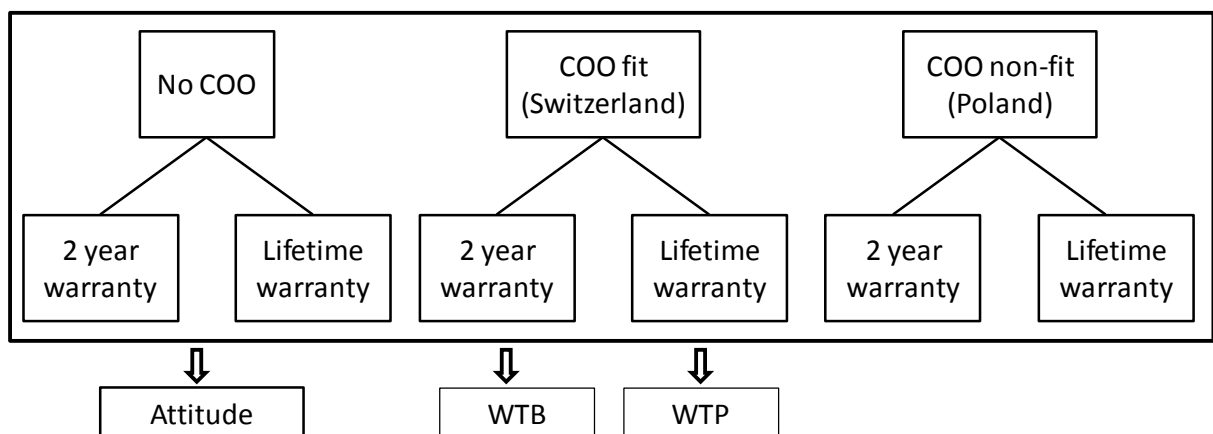 No COO
COO fit
(Switzerland)
COO non-fit
(Poland)
2 year
warranty
Lifetime
warranty
2 year
warranty
Lifetime
warranty
2 year
warranty
Lifetime
warranty
Attitude
WTB
WTP